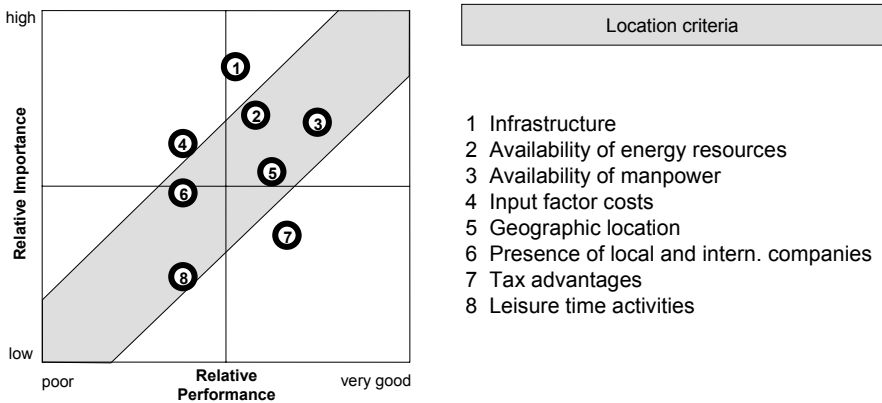 high
Relative Importance
low
poor
Relative
Performance
very good
1
2
3
4
5
6
7
8
Location criteria
1 Infrastructure
2 Availability of energy resources
3 Availability of manpower
4 Input factor costs
5 Geographic location
6 Presence of local and intern. companies
7 Tax advantages
8 Leisure time activities